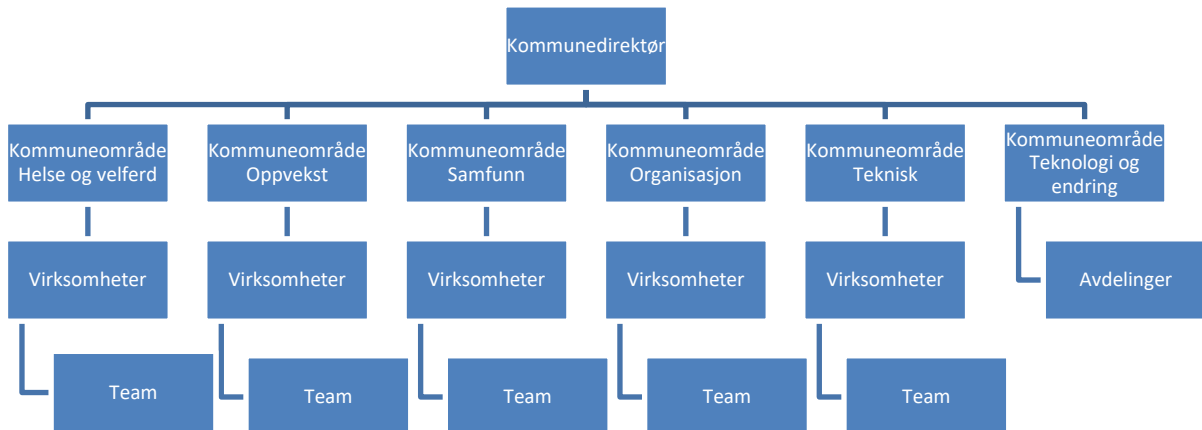 Kommunedirektør
Kommuneområde
Helse og velferd
Kommuneområde
Oppvekst
Kommuneområde
Samfunn
Kommuneområde
Organisasjon
Kommuneområde
Teknisk
Kommuneområde
Teknologi og
endring
Virksomheter
Virksomheter
Virksomheter
Virksomheter
Virksomheter
Avdelinger
Team
Team
Team
Team
Team